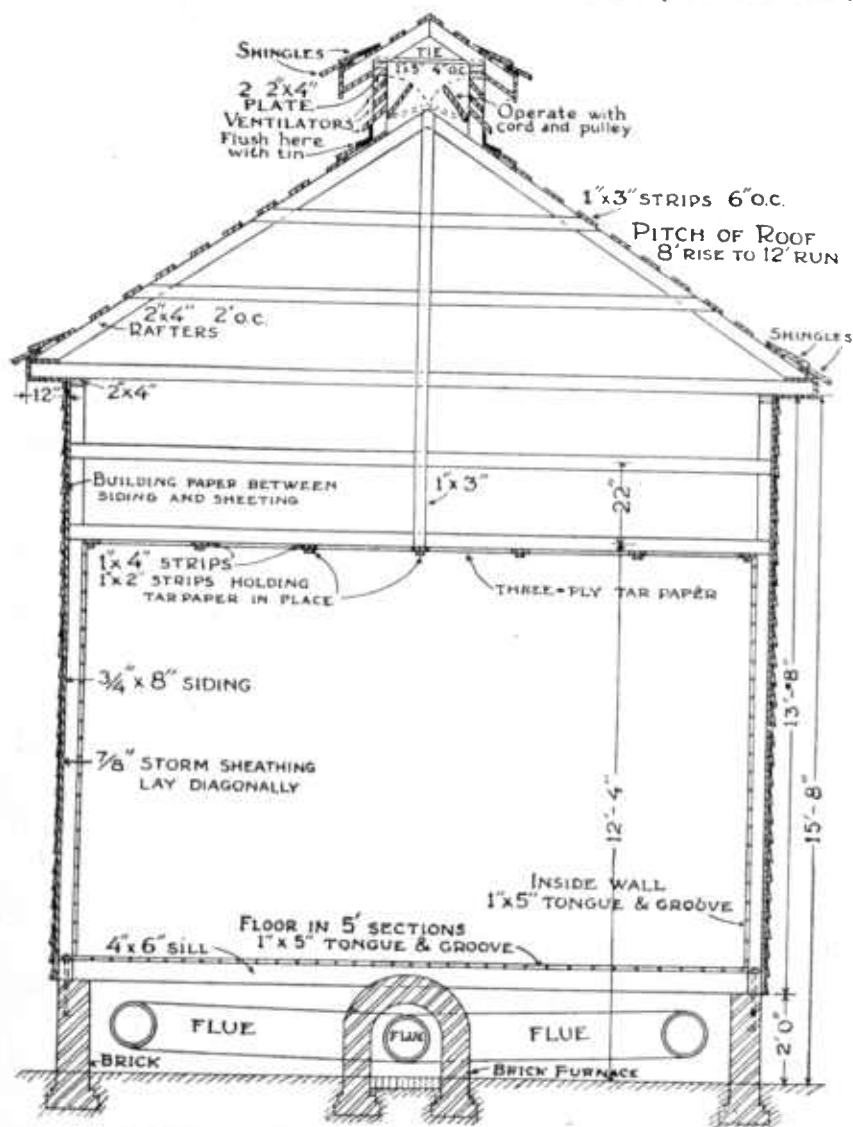 SHINGLES
TIE
1"x5" 4" O.C.
2 2"x4"
PLATE
VENTILATORS
Flush here
with tin
Operate with
cord and pulley
1"x3" STRIPS 6" O.C.
PITCH OF ROOF
8' RISE TO 12' RUN
2"x4" 2' O.C.
RAFTERS
SHINGLES
12"
2"x4"
BUILDING PAPER BETWEEN
SIDING AND SHEETING
1"x3"
22"
1"x4" STRIPS
1"x2" STRIPS HOLDING
TAR PAPER IN PLACE
THREE-PLY TAR PAPER
3/4" x 8" SIDING
7/8" STORM SHEATHING
LAY DIAGONALLY
12'-4"
13'-8"
15'-8"
INSIDE WALL
1"x5" TONGUE & GROOVE
FLOOR IN 5' SECTIONS
1"x5" TONGUE & GROOVE
4"x6" SILL
FLUE
FLUE
FLUE
2'0"
BRICK
BRICK FURNACE